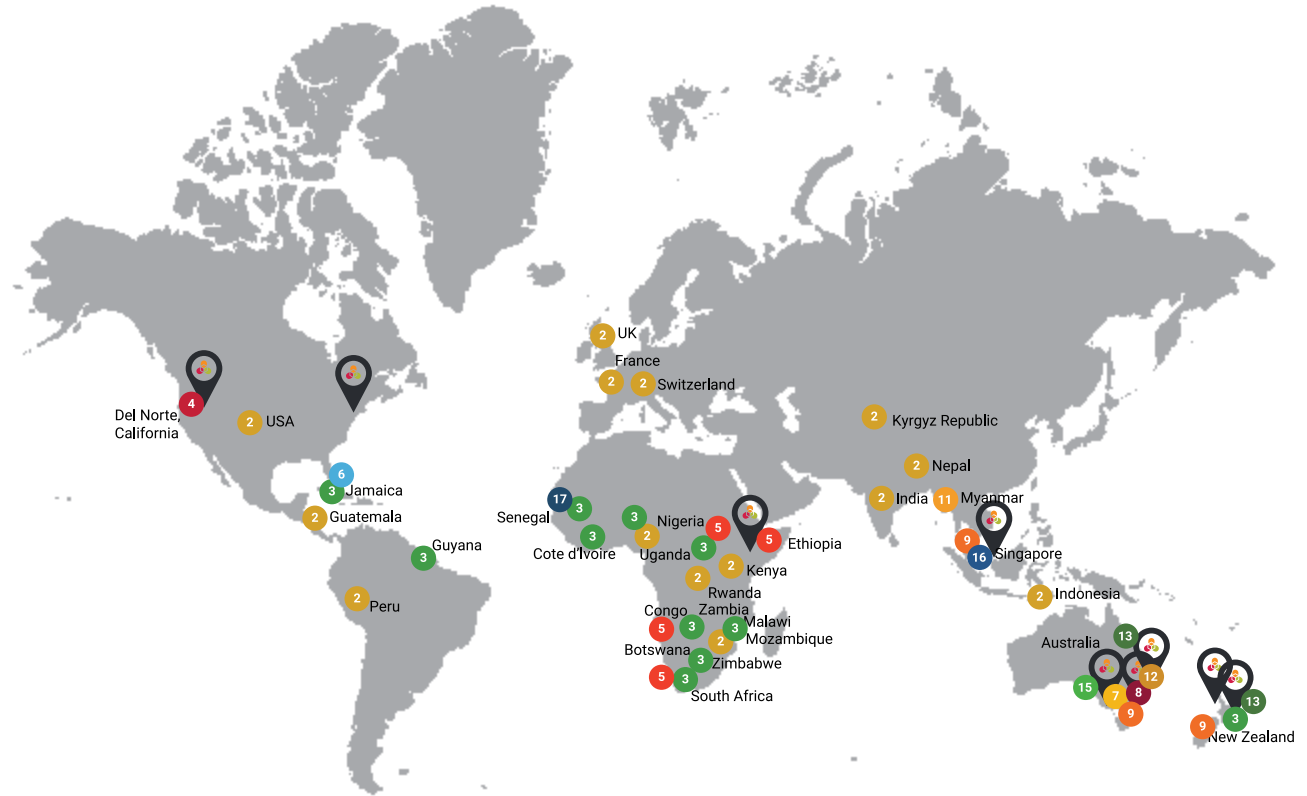 2 UK
France
2
2 Switzerland
4
Del Norte,
California
2 USA
2 Kyrgyz Republic
6
3 Jamaica
2 Nepal
2 Guatemala
17
3
Senegal
3
Cote d'Ivoire
3
2
Nigeria
5
5
Ethiopia
Uganda 3
2 Kenya
2
Rwanda
2 India
11 Myanmar
9
16 Singapore
Guyana
3
2 Peru
2 Indonesia
Congo
5
Zambia
3
3 Malawi
2 Mozambique
Botswana
3 Zimbabwe
5
3
South Africa
Australia
13
15
7
8
12
9
13
3
9
New Zealand